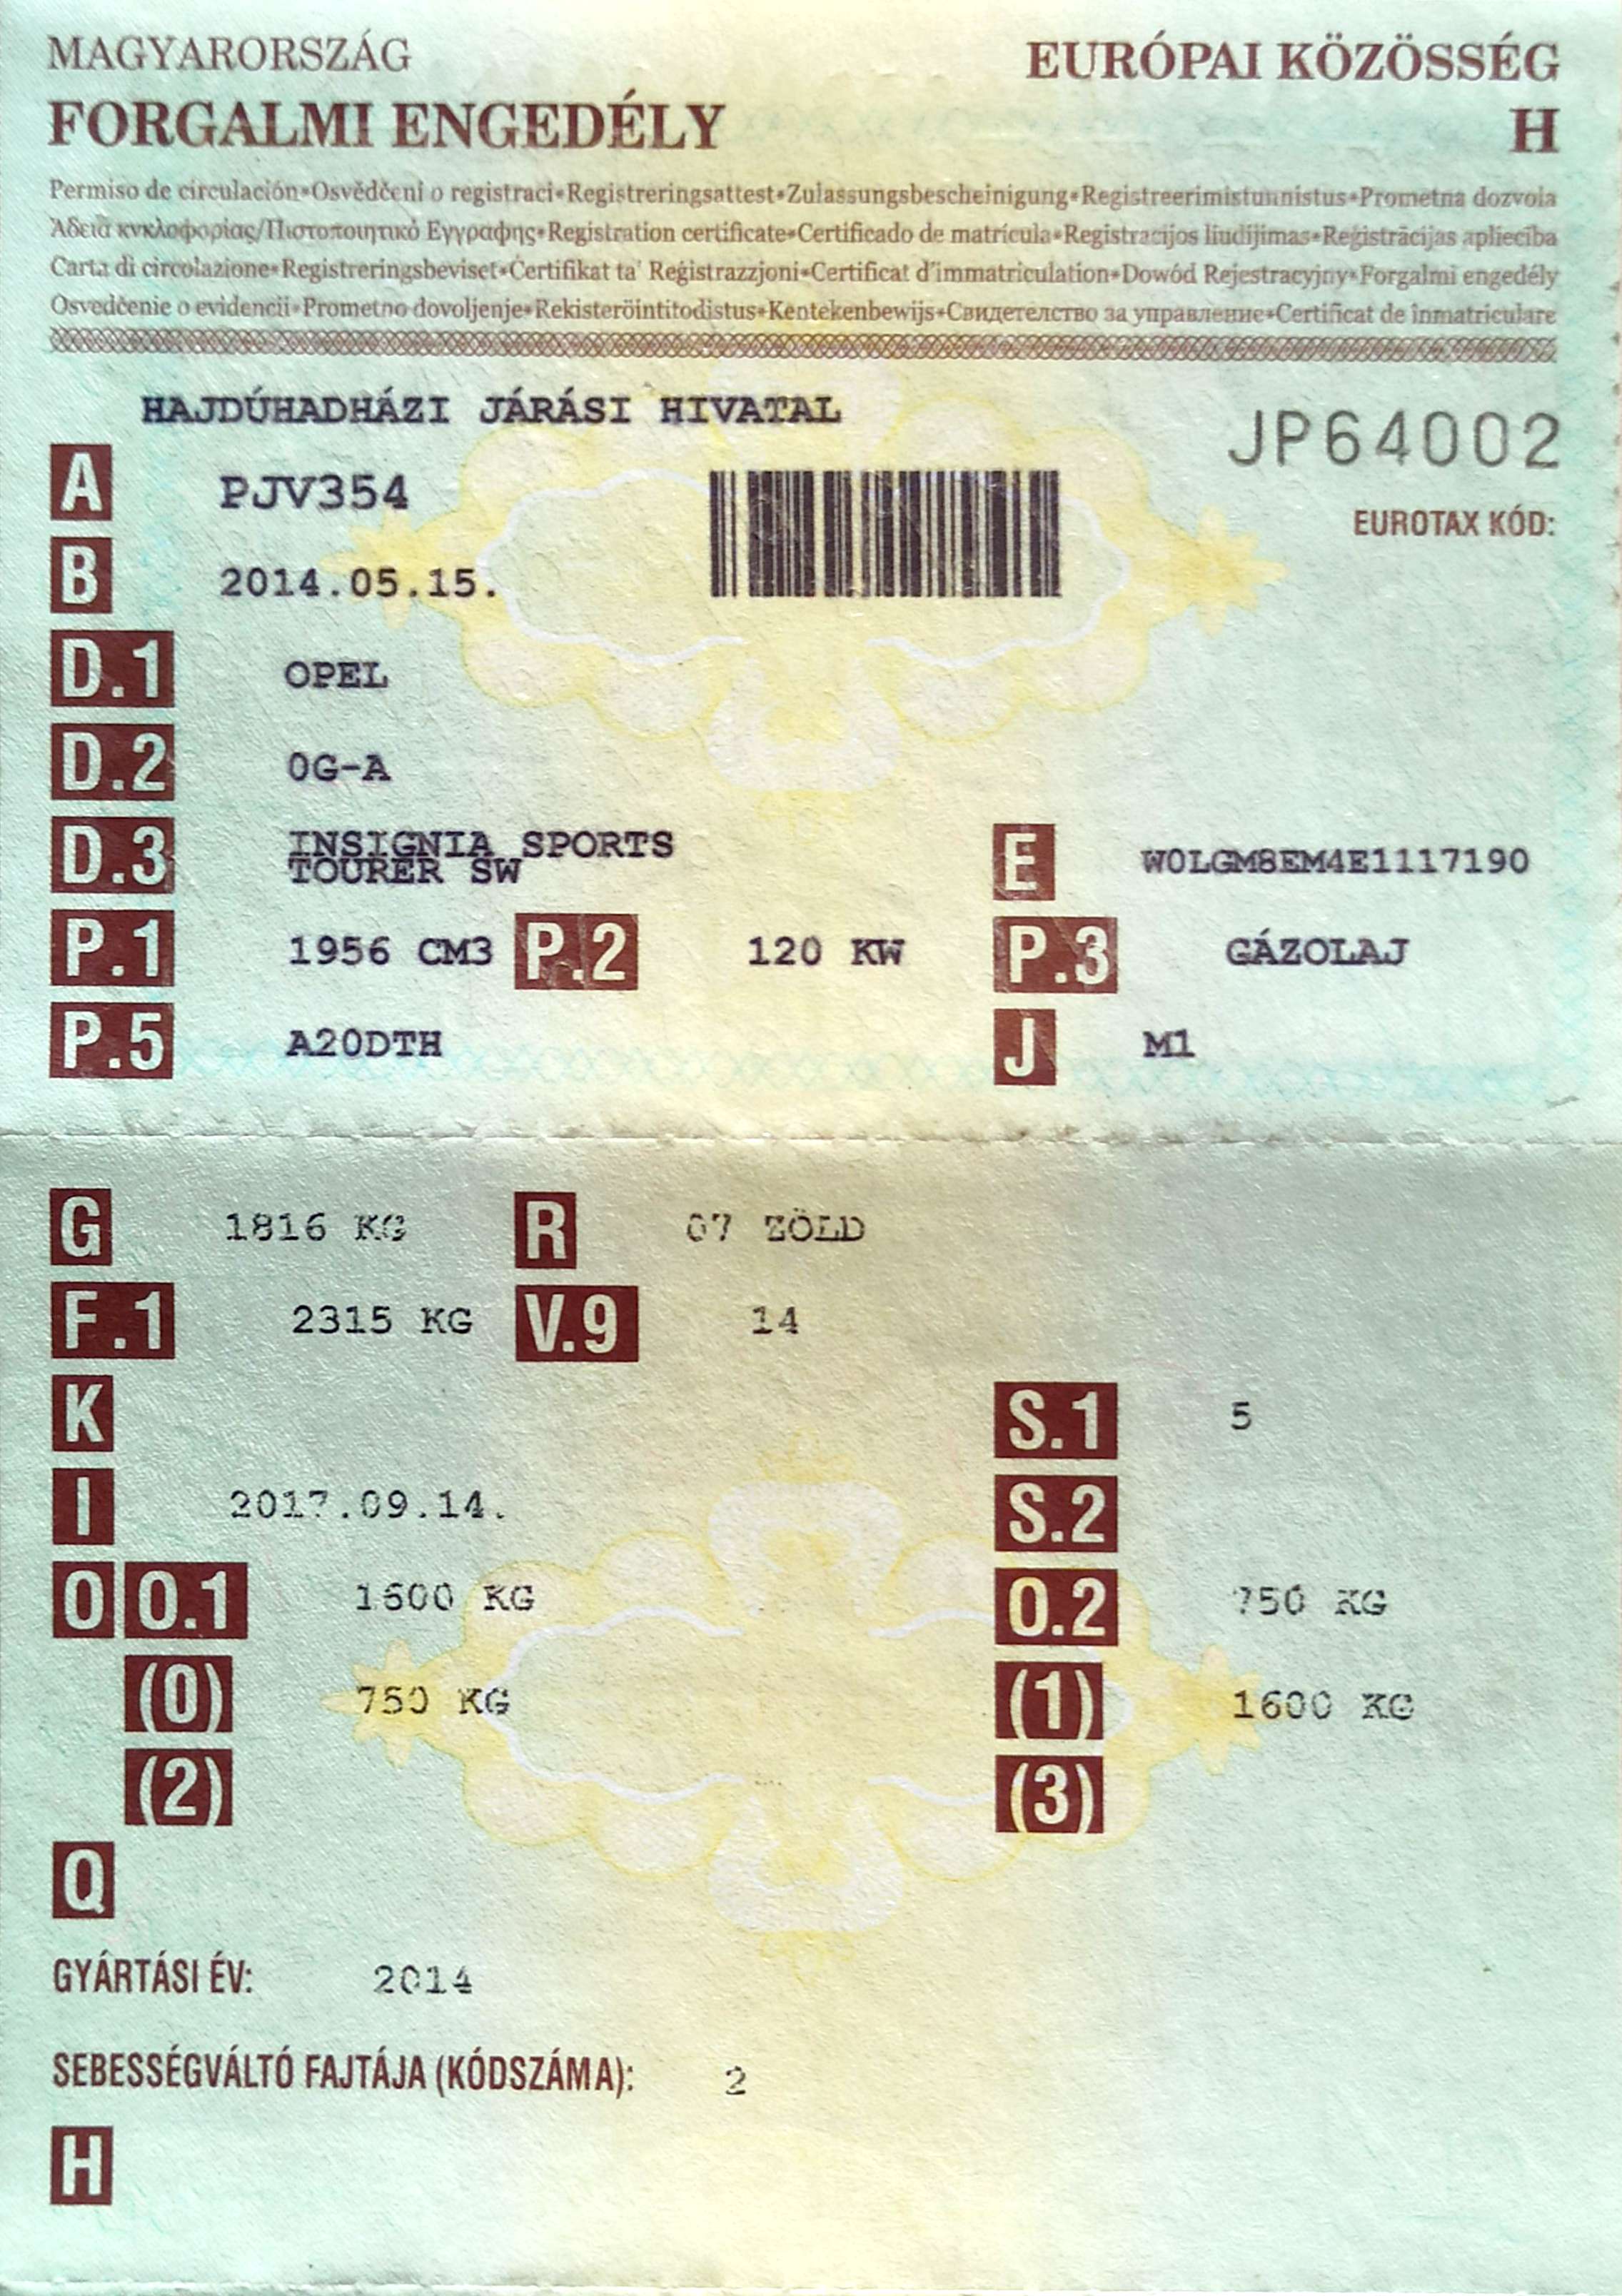 MAGYARORSZÁG EURÓPAI KÖZÖSSÉG
FORGALMI ENGEDÉLY H
Permiso de circulación•Osvědčení o registraci•Registreringsattest•Zulassungsbescheinigung•Registreerimistunnistus•Prometna dozvola
Άδεια κυκλοφορίας/Πιστοποιητικό Εγγραφης•Registration certificate•Certificado de matrícula•Registracijos liudijimas•Reģistrācijas apliecība
Carta di circolazione•Registreringsbeviset•Certifikat ta' Reġistrazzjoni•Certificat d'immatriculation•Dowód Rejestracyjny•Forgalmi engedély
Osvedčenie o evidencii•Prometno dovoljenje•Rekisteröintitodistus•Kentekenbewijs•Свидетелство за управление•Certificat de înmatriculare
HAJDÚHADHÁZI JÁRÁSI HIVATAL
JP64002
A PJV354
EUROTAX KÓD:
B 2014.05.15.
D.1 OPEL
D.2 0G-A
D.3 INSIGNIA SPORTS
TOURER SW
E W0LGM8EM4E1117190
P.1 1956 CM3 P.2 120 KW P.3 GÁZOLAJ
P.5 A20DTH J M1
G 1816 KG R 07 ZÖLD
F.1 2315 KG V.9 14
K S.1 5
I 2017.09.14. S.2
O O.1 1600 KG O.2 750 KG
(0) 750 KG (1) 1600 KG
(2) (3)
Q
GYÁRTÁSI ÉV: 2014
SEBESSÉGVÁLTÓ FAJTÁJA (KÓDSZÁMA): 2
H